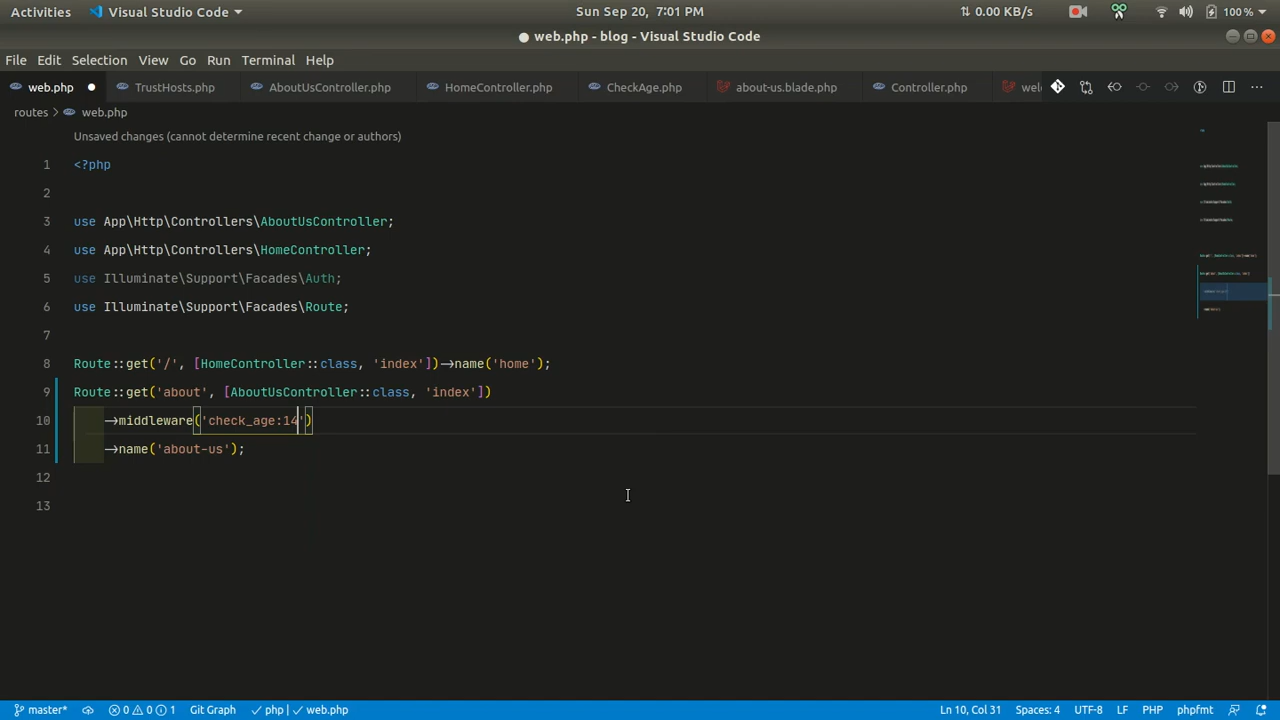 Activities Visual Studio Code Sun Sep 20, 7:01 PM 0.00 KB/s 100%
web.php - blog - Visual Studio Code
File Edit Selection View Go Run Terminal Help
web.php TrustHosts.php AboutUsController.php HomeController.php CheckAge.php about-us.blade.php Controller.php
routes > web.php
Unsaved changes (cannot determine recent change or authors)
1 <?php
2
3 use App\Http\Controllers\AboutUsController;
4 use App\Http\Controllers\HomeController;
5 use Illuminate\Support\Facades\Auth;
6 use Illuminate\Support\Facades\Route;
7
8 Route::get('/', [HomeController::class, 'index'])->name('home');
9 Route::get('about', [AboutUsController::class, 'index'])
10 ->middleware('check_age:14')
11 ->name('about-us');
12
13
master* 0 0 1 Git Graph php | web.php Ln 10, Col 31 Spaces: 4 UTF-8 LF PHP phpfmt